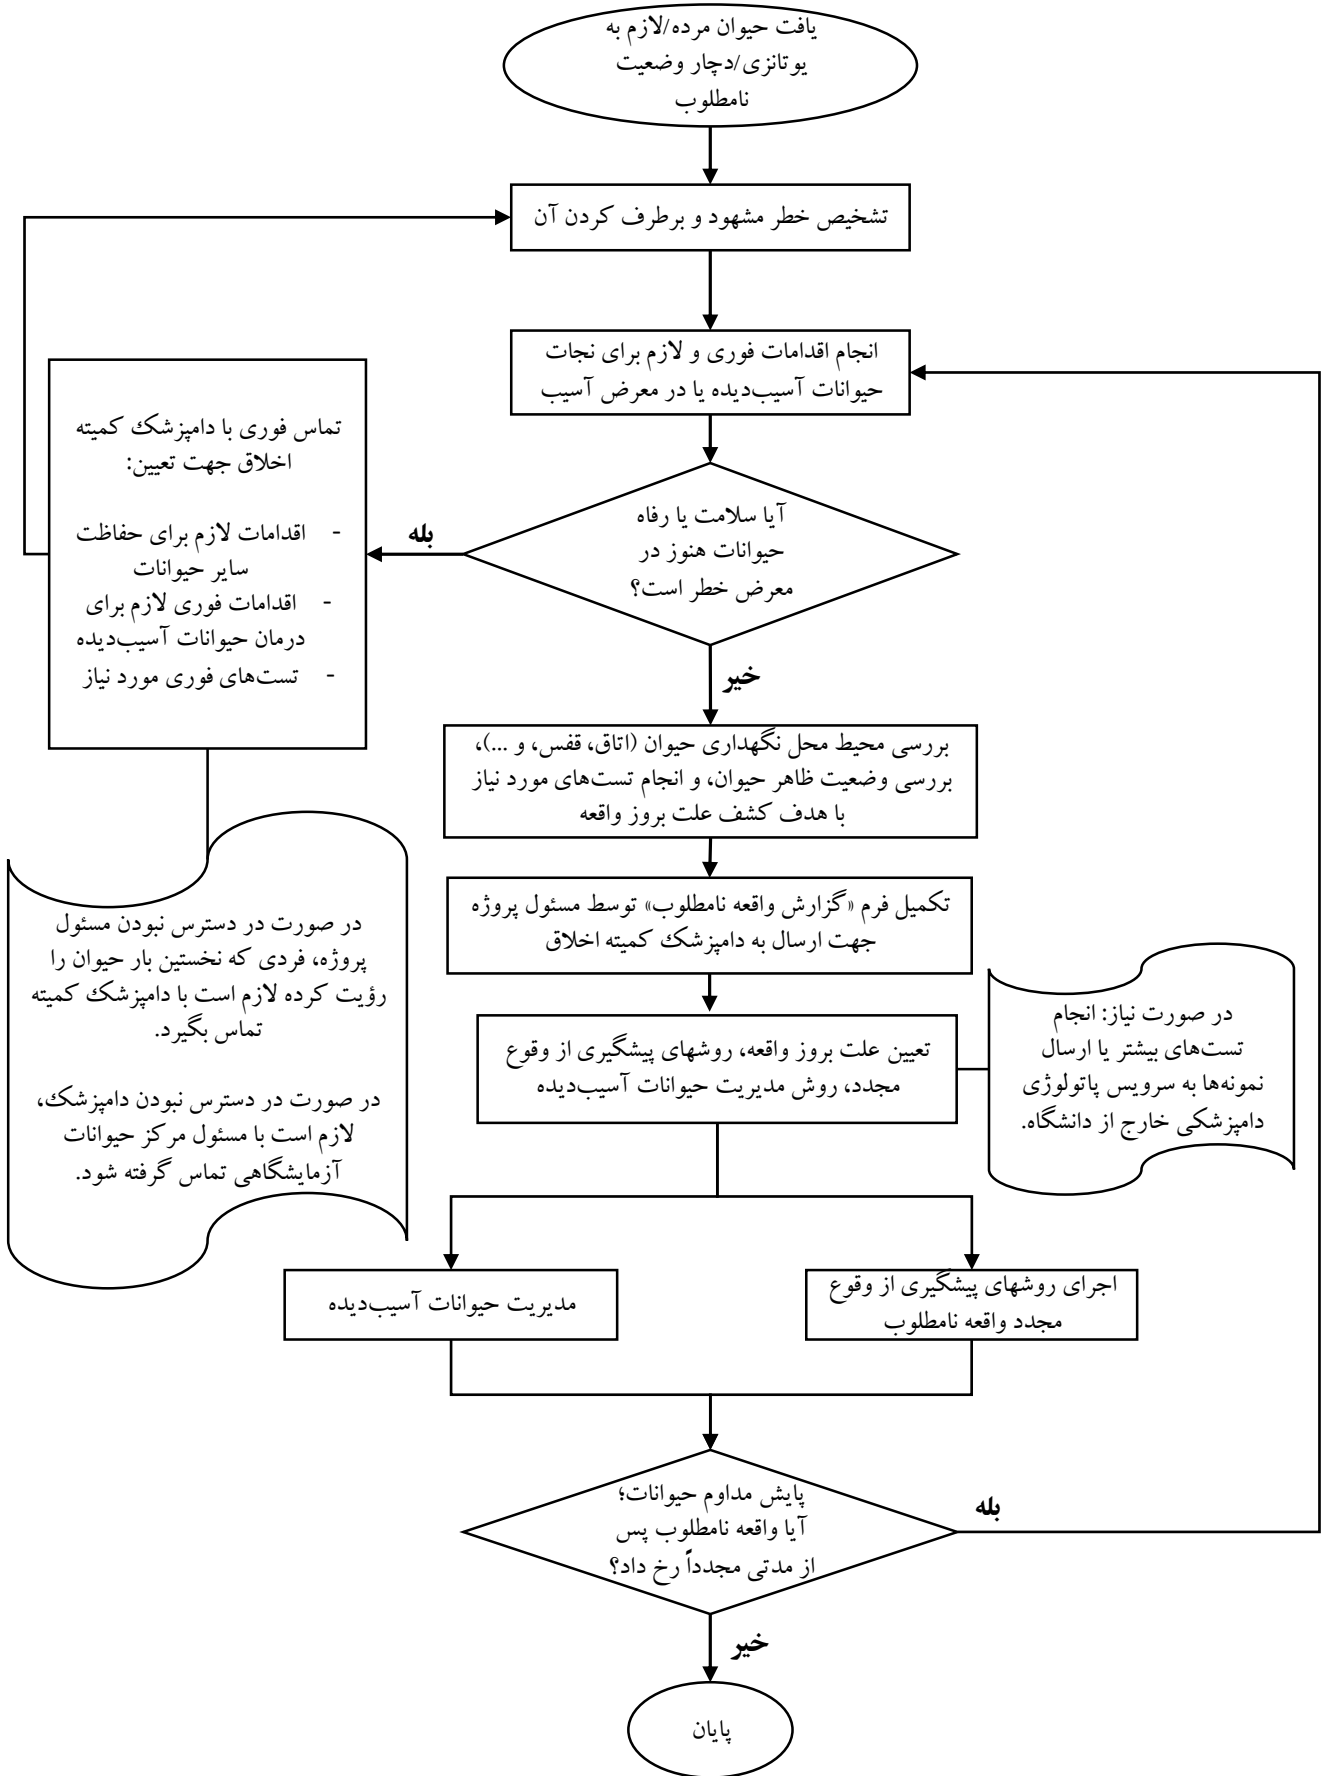 یافت حیوان مرده/لازم به
یوتانزی/دچار وضعیت
نامطلوب
تشخیص خطر مشهود و برطرف کردن آن
انجام اقدامات فوری و لازم برای نجات
حیوانات آسیب‌دیده یا در معرض آسیب
آیا سلامت یا رفاه
حیوانات هنوز در
معرض خطر است؟
بله
تماس فوری با دامپزشک کمیته
اخلاق جهت تعیین:
- اقدامات لازم برای حفاظت
سایر حیوانات
- اقدامات فوری لازم برای
درمان حیوانات آسیب‌دیده
- تست‌های فوری مورد نیاز
در صورت در دسترس نبودن مسئول
پروژه، فردی که نخستین بار حیوان را
رؤیت کرده لازم است با دامپزشک کمیته
تماس بگیرد.
در صورت در دسترس نبودن دامپزشک،
لازم است با مسئول مرکز حیوانات
آزمایشگاهی تماس گرفته شود.
خیر
بررسی محیط محل نگهداری حیوان (اتاق، قفس، و ...)،
بررسی وضعیت ظاهر حیوان، و انجام تست‌های مورد نیاز
با هدف کشف علت بروز واقعه
تکمیل فرم «گزارش واقعه نامطلوب» توسط مسئول پروژه
جهت ارسال به دامپزشک کمیته اخلاق
تعیین علت بروز واقعه، روشهای پیشگیری از وقوع
مجدد، روش مدیریت حیوانات آسیب‌دیده
در صورت نیاز: انجام
تست‌های بیشتر یا ارسال
نمونه‌ها به سرویس پاتولوژی
دامپزشکی خارج از دانشگاه.
اجرای روشهای پیشگیری از وقوع
مجدد واقعه نامطلوب
مدیریت حیوانات آسیب‌دیده
پایش مداوم حیوانات؛
آیا واقعه نامطلوب پس
از مدتی مجدداً رخ داد؟
بله
خیر
پایان